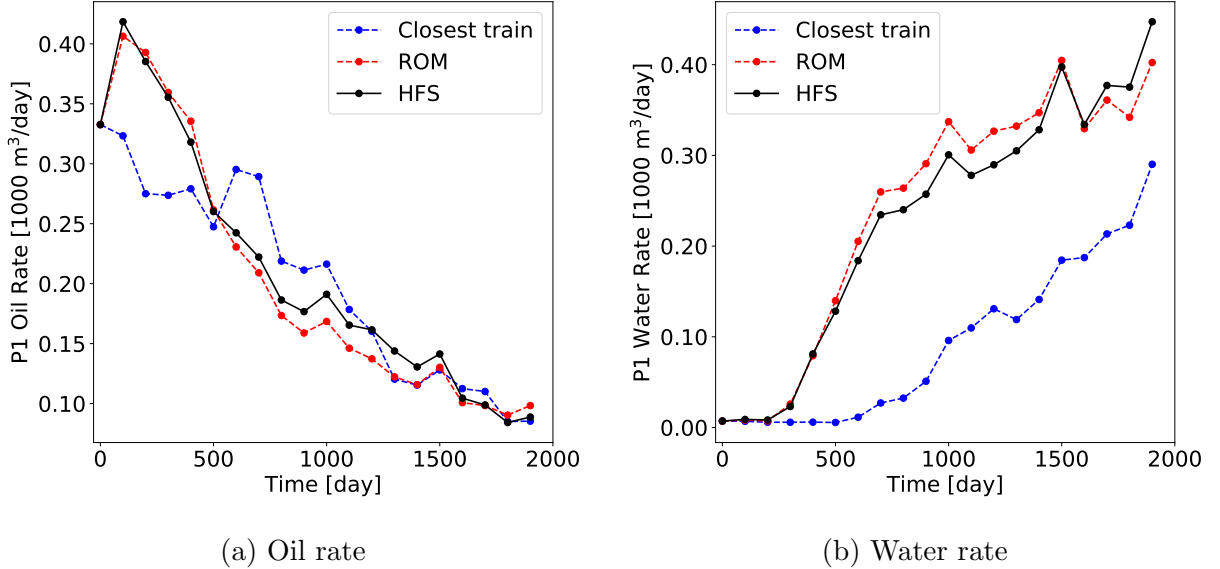 0.40
0.35
0.30
0.25
0.20
0.15
0.10
P1 Oil Rate [1000 m³/day]
Closest train
ROM
HFS
0
500
1000
1500
2000
Time [day]
(a) Oil rate
0.40
0.30
0.20
0.10
0.00
P1 Water Rate [1000 m³/day]
Closest train
ROM
HFS
0
500
1000
1500
2000
Time [day]
(b) Water rate